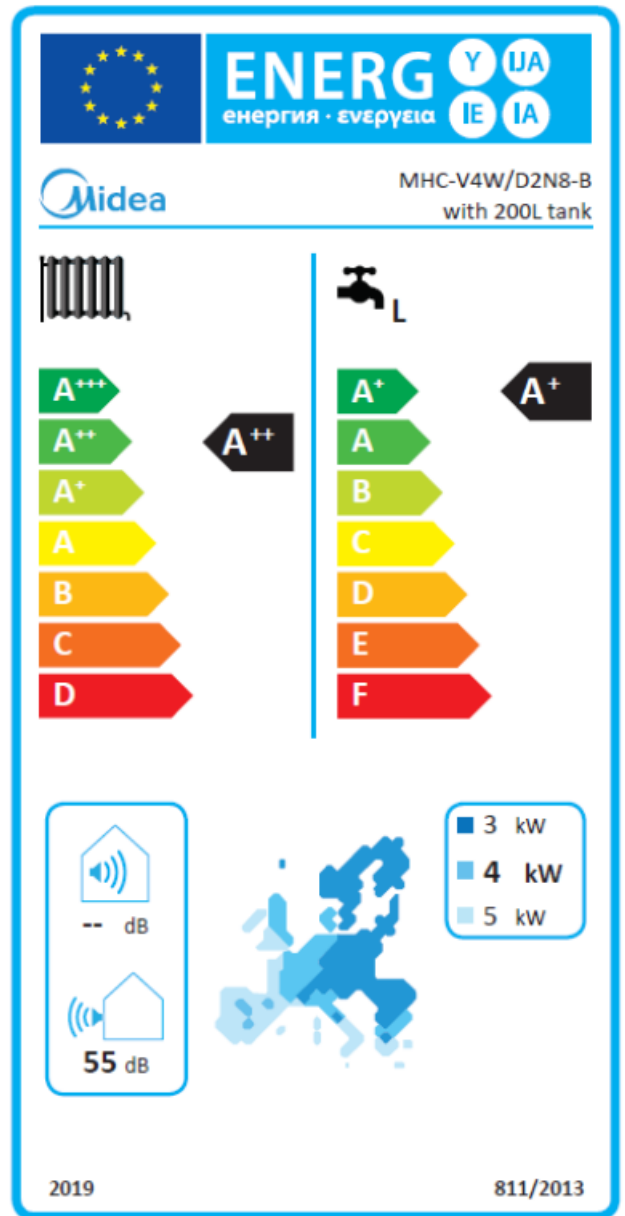 ENERG Y IJA
енергия · ενεργεια IE IA
Midea
MHC-V4W/D2N8-B
with 200L tank
L
A+++
A++
A+
A
B
C
D
A++
A+
A
B
C
D
E
F
A+
-- dB
55 dB
3 kW
4 kW
5 kW
2019
811/2013